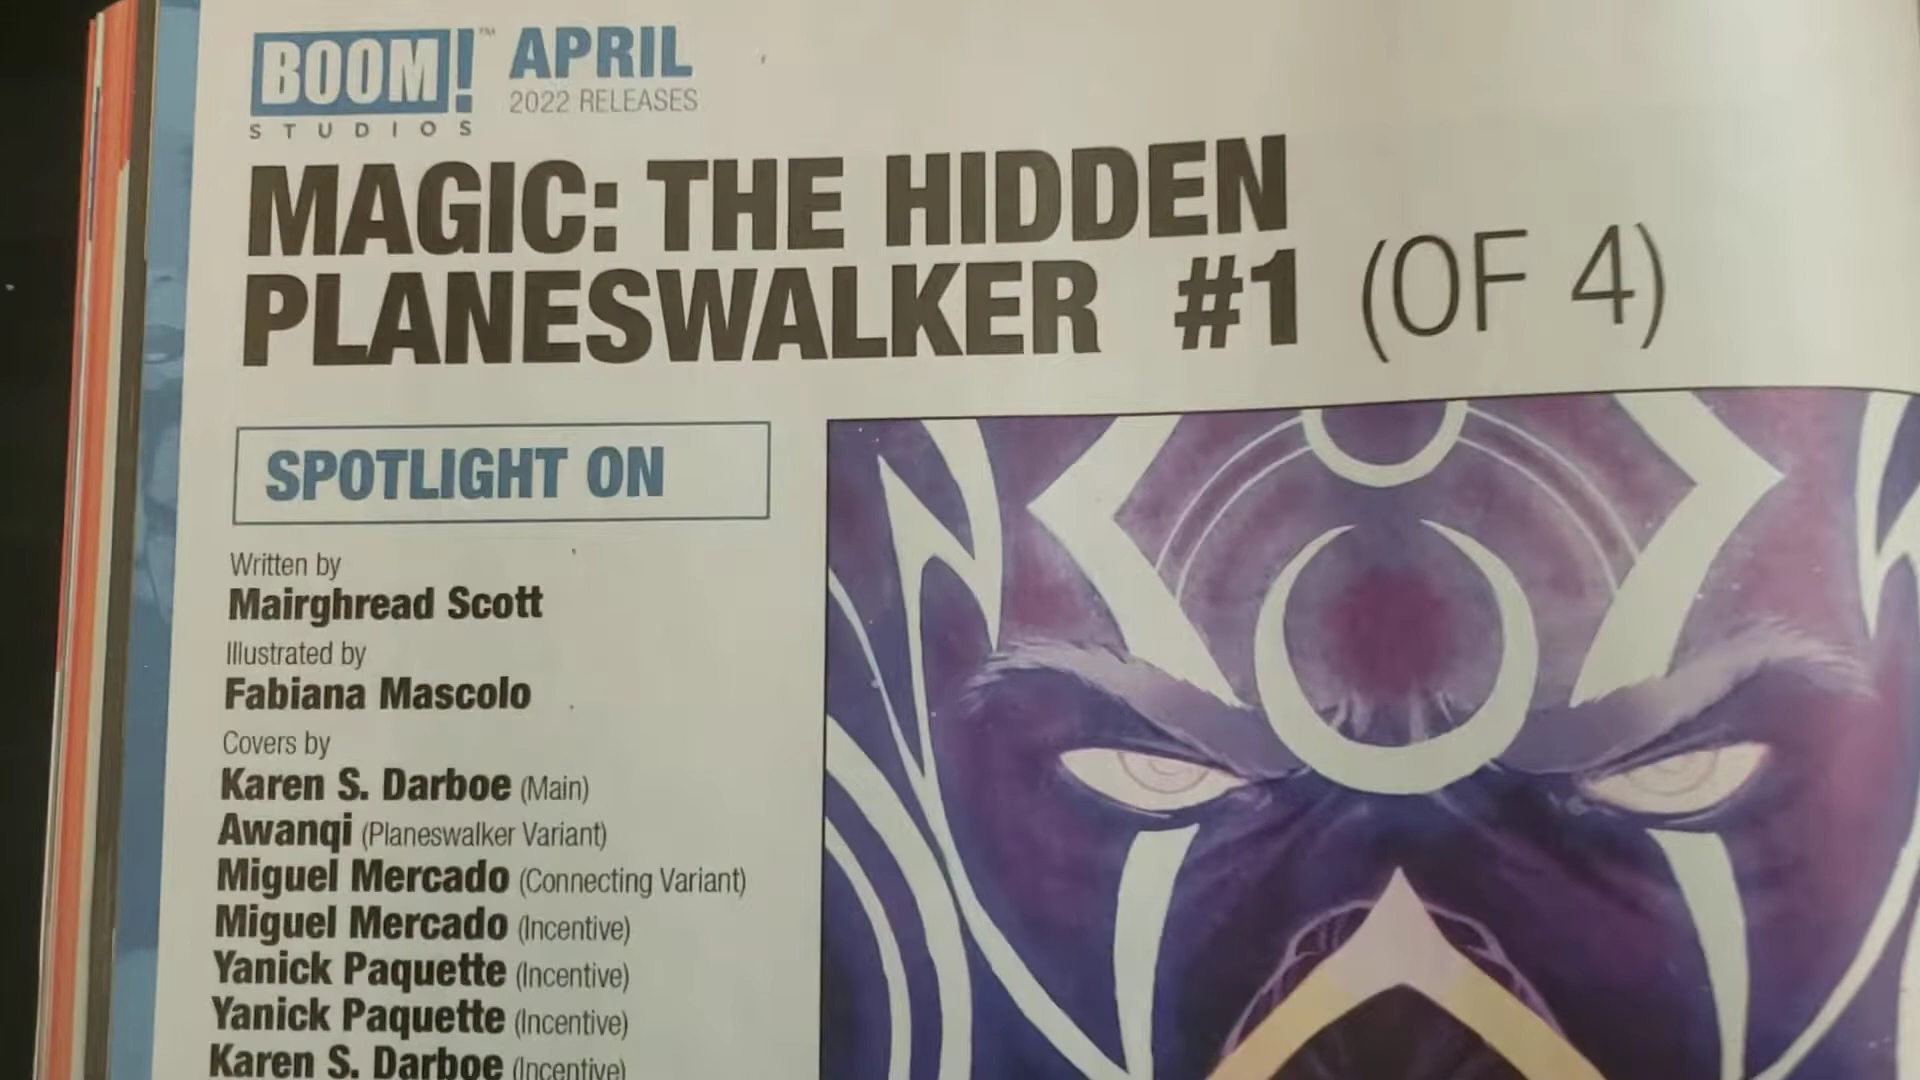 BOOM!™
STUDIOS
APRIL
2022 RELEASES
MAGIC: THE HIDDEN
PLANESWALKER #1 (OF 4)
SPOTLIGHT ON
Written by
Mairghread Scott
Illustrated by
Fabiana Mascolo
Covers by
Karen S. Darboe (Main)
Awanqi (Planeswalker Variant)
Miguel Mercado (Connecting Variant)
Miguel Mercado (Incentive)
Yanick Paquette (Incentive)
Yanick Paquette (Incentive)
Karen S. Darboe (Incentive)